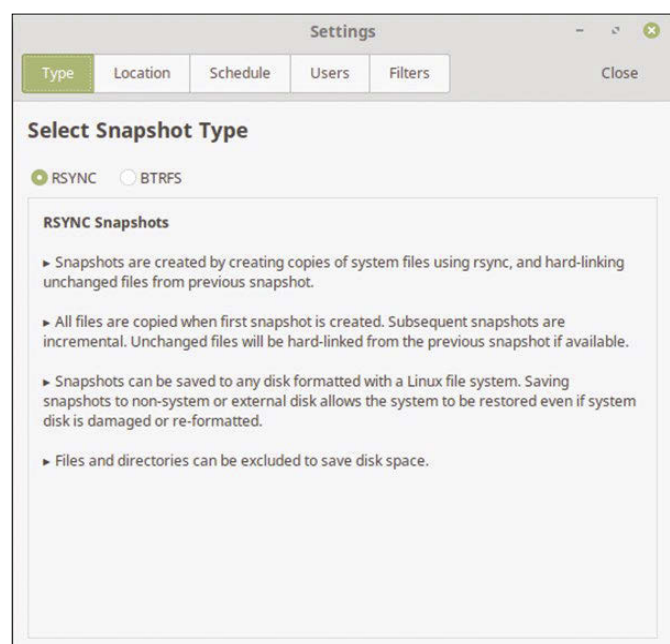 Settings
Type Location Schedule Users Filters Close
Select Snapshot Type
RSYNC BTRFS
RSYNC Snapshots
▸ Snapshots are created by creating copies of system files using rsync, and hard-linking
unchanged files from previous snapshot.
▸ All files are copied when first snapshot is created. Subsequent snapshots are
incremental. Unchanged files will be hard-linked from the previous snapshot if available.
▸ Snapshots can be saved to any disk formatted with a Linux file system. Saving
snapshots to non-system or external disk allows the system to be restored even if system
disk is damaged or re-formatted.
▸ Files and directories can be excluded to save disk space.